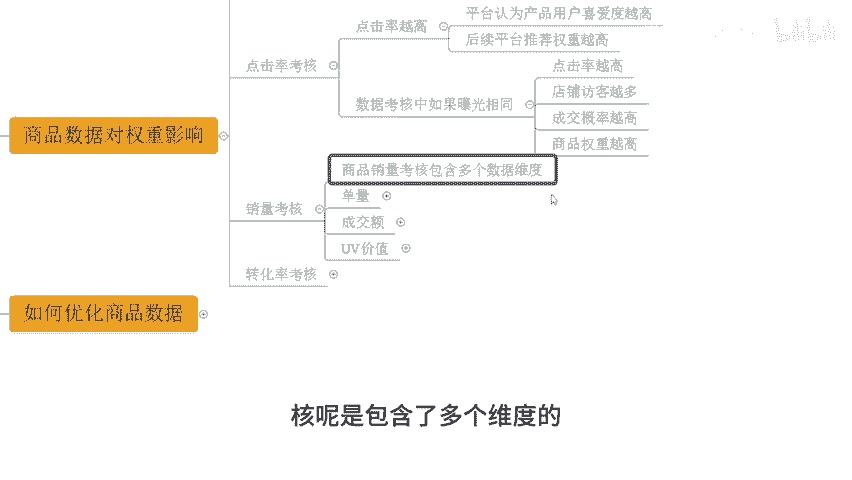 点击率越高
平台认为产品用户喜爱度越高
后续平台推荐权重越高
点击率考核
数据考核中如果曝光相同
点击率越高
店铺访客越多
成交概率越高
商品权重越高
商品数据对权重影响
商品销量考核包含多个数据维度
销量考核
单量
成交额
UV价值
转化率考核
如何优化商品数据
核呢是包含了多个维度的